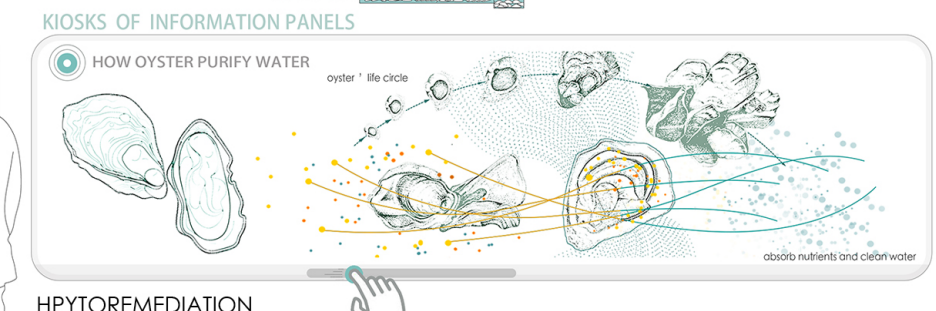 KIOSKS OF INFORMATION PANELS
HOW OYSTER PURIFY WATER
oyster ' life circle
absorb nutrients and clean water
HPYTOREMEDIATION